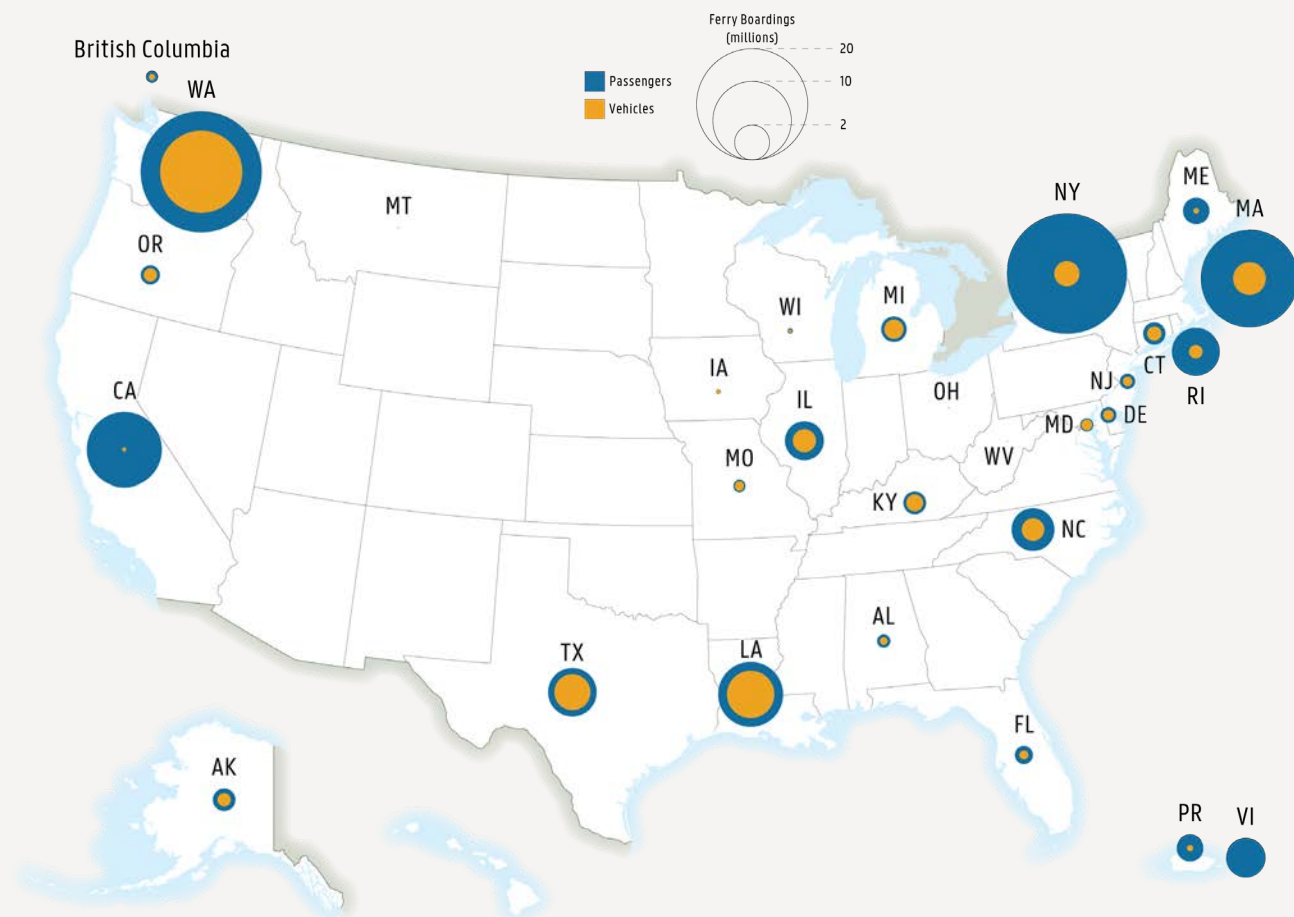 Ferry Boardings
(millions)
20
10
2
Passengers
Vehicles
British Columbia
WA
MT
OR
CA
AK
WI
MI
IA
IL
OH
MO
WV
KY
NC
TX
LA
AL
FL
NY
ME
MA
CT
RI
NJ
DE
MD
PR
VI